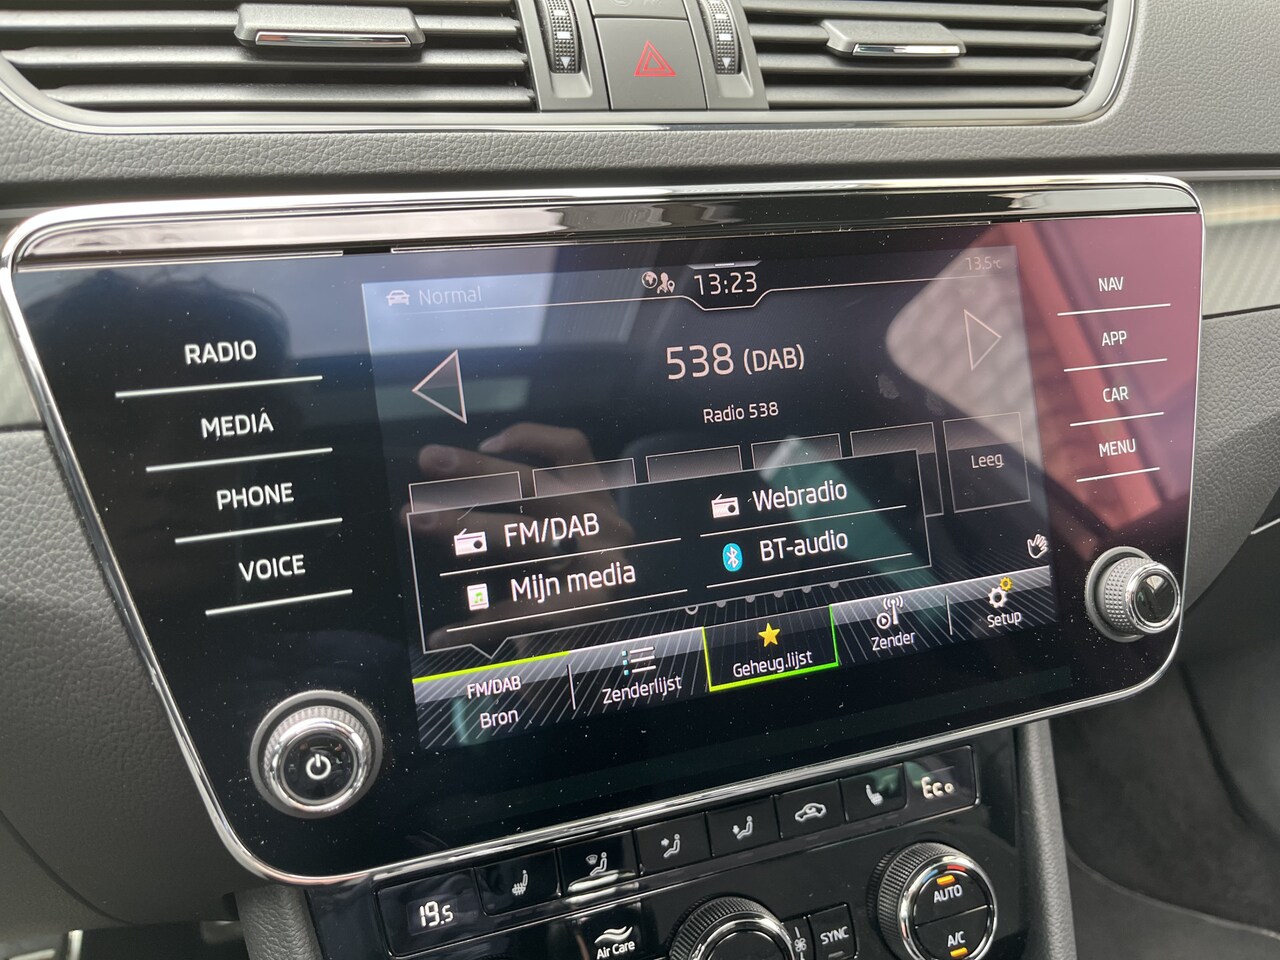 Normal
13:23
13.5°C
538 (DAB)
Radio 538
RADIO
MEDIA
PHONE
VOICE
NAV
APP
CAR
MENU
Leeg
FM/DAB
Webradio
Mijn media
BT-audio
FM/DAB
Bron
Zenderlijst
Geheug.lijst
Zender
Setup
19.5
Eco
Air Care
SYNC
AUTO
A/C